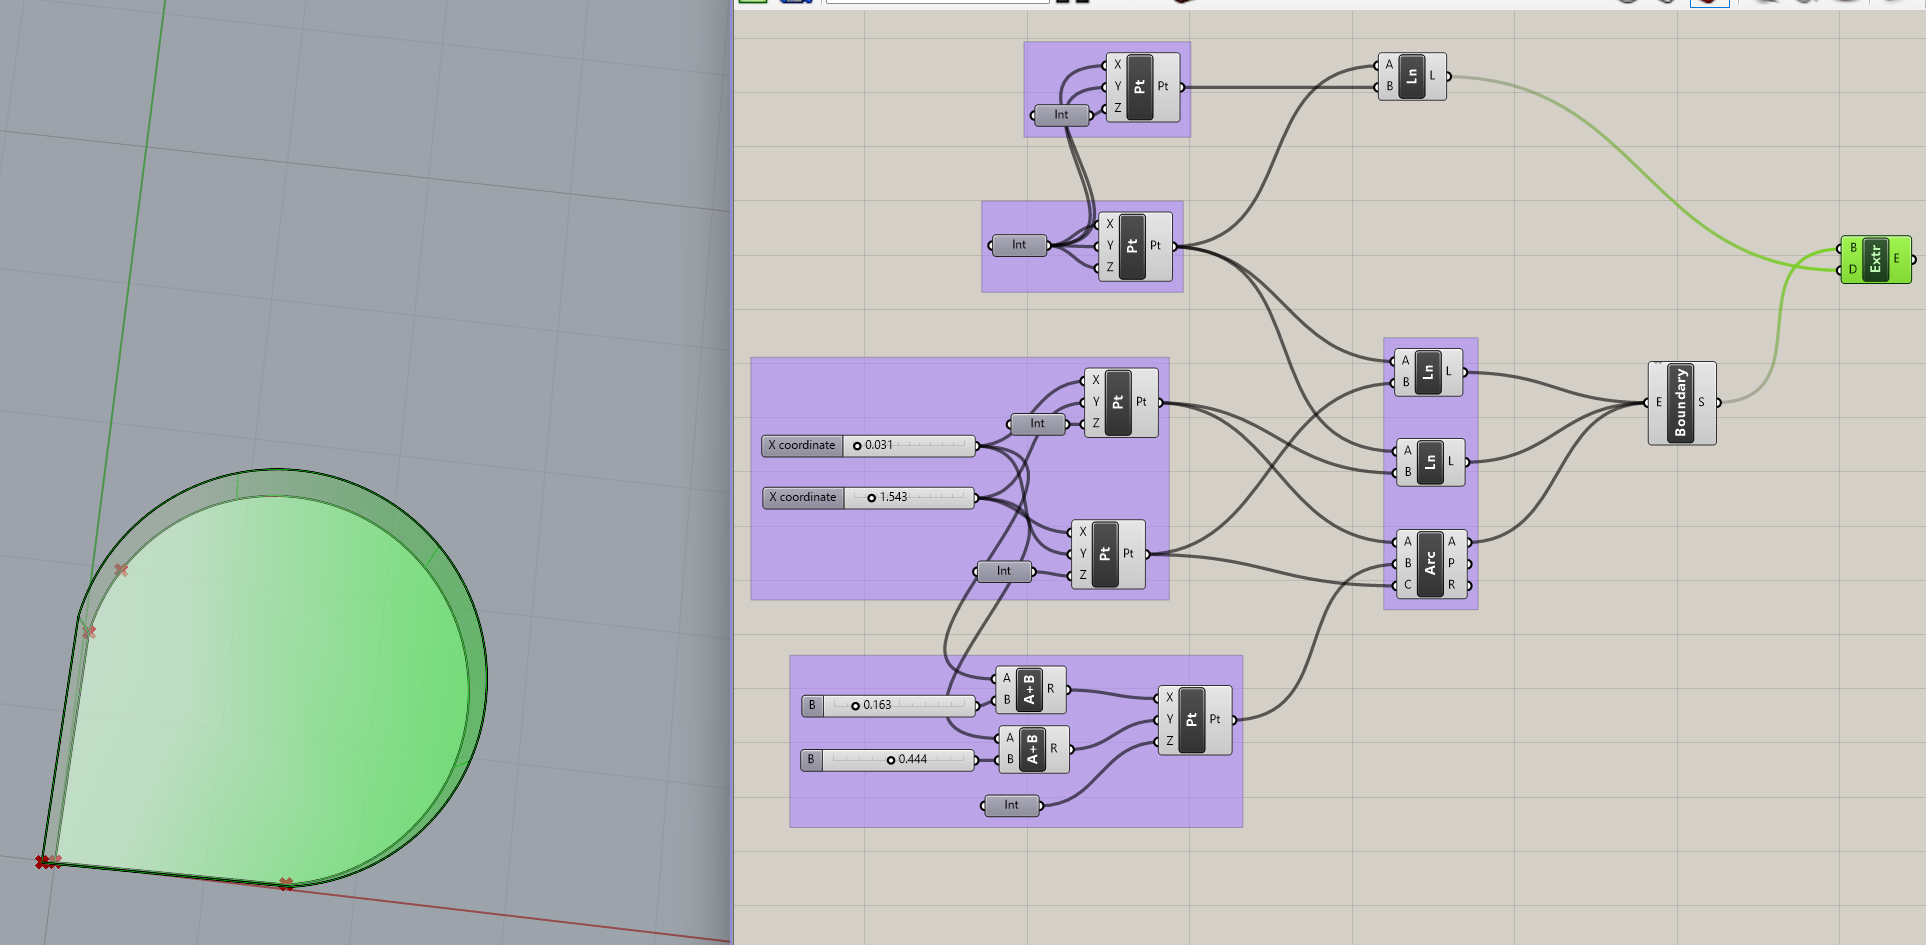 X
Y
Z
Pt
Pt
Int
A
B
Ln
L
Int
X
Y
Z
Pt
Pt
B
D
Extr
E
X
Y
Z
Pt
Pt
Int
X coordinate 0.031
X coordinate 1.543
X
Y
Z
Pt
Pt
Int
A
B
Ln
L
A
B
Ln
L
A
B
C
Arc
A
P
R
E
Boundary
S
A
B
A+B
R
B 0.163
A
B
A+B
R
B 0.444
Int
X
Y
Z
Pt
Pt